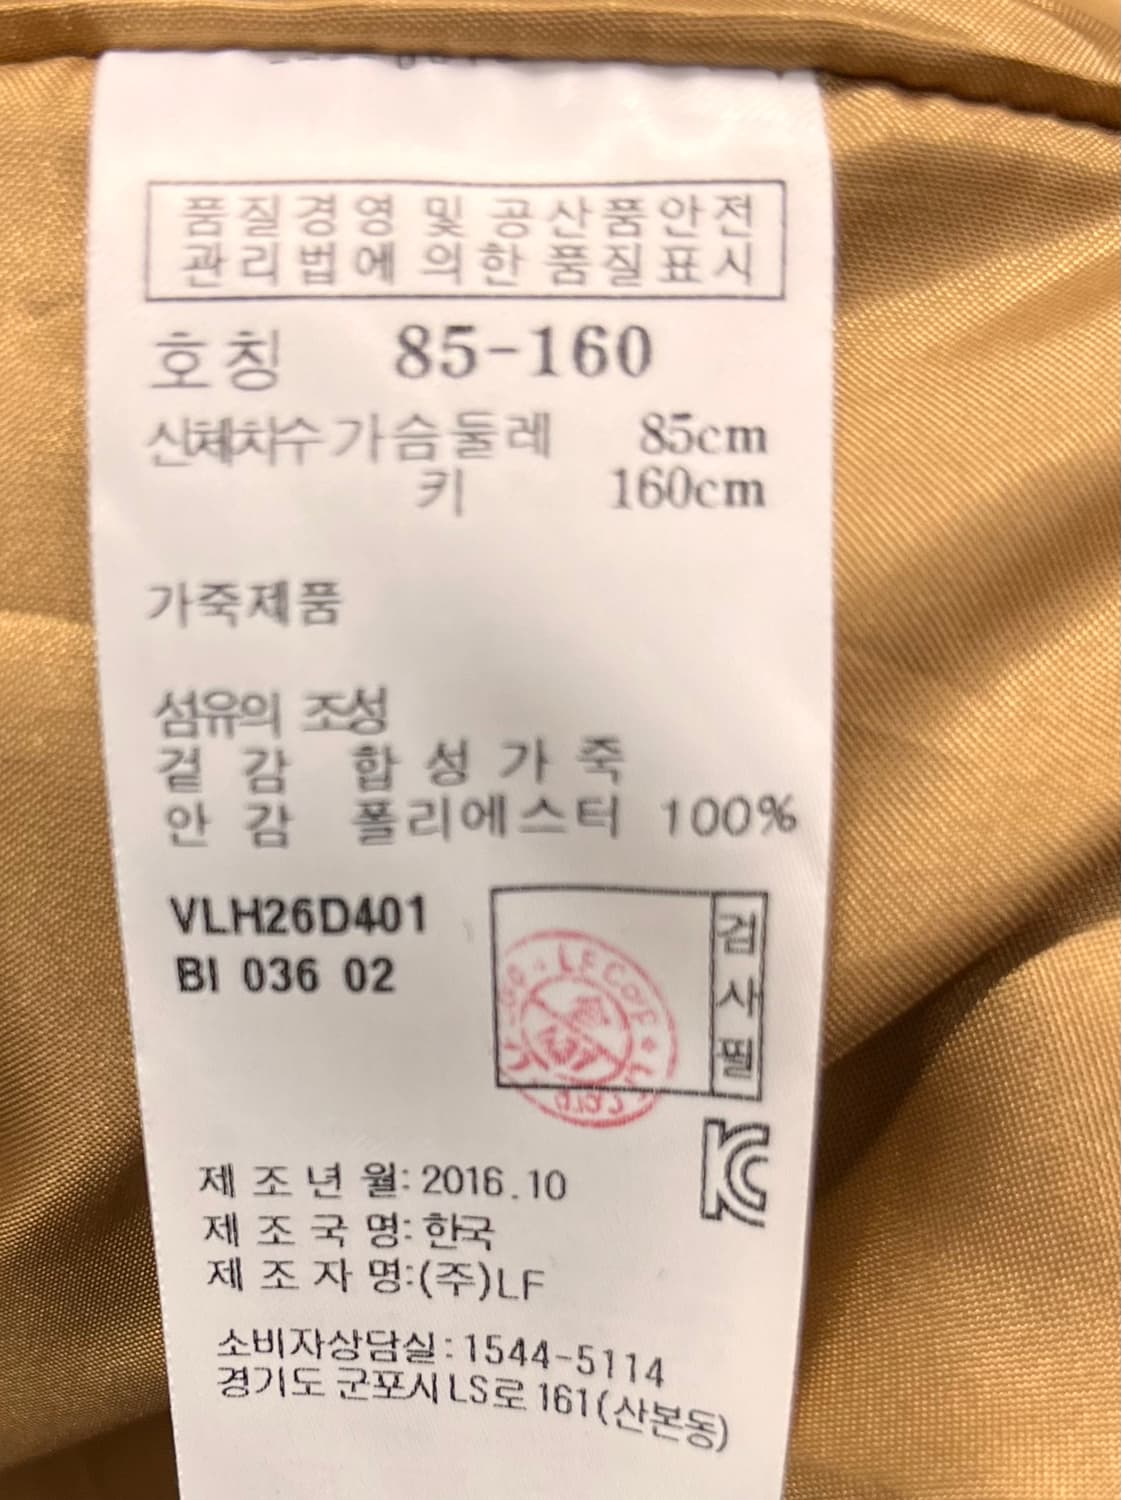 품질경영 및 공산품안전
관리법에 의한 품질표시
호칭 85-160
신체치수 가슴둘레 85cm
키 160cm
가죽제품
섬유의 조성
겉 감 합성가죽
안 감 폴리에스터 100%
VLH26D401
BI 036 02
검사필
LF Corp
제 조 년 월: 2016.10
제 조 국 명: 한국
제 조 자 명:(주)LF
소비자상담실: 1544-5114
경기도 군포시 LS로 161(산본동)